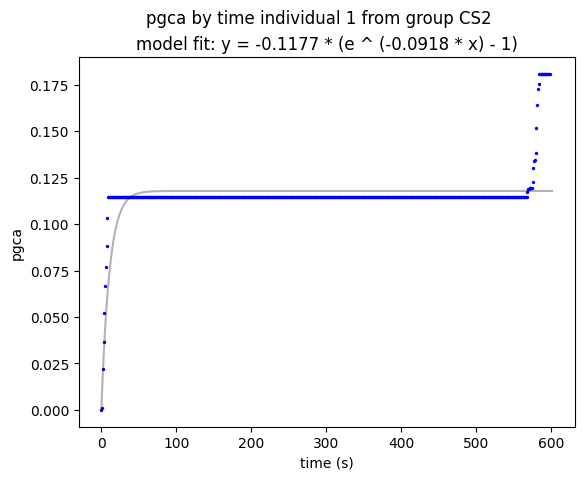 pgca by time individual 1 from group CS2
model fit: y = -0.1177 * (e ^ (-0.0918 * x) - 1)
pgca
0.175
0.150
0.125
0.100
0.075
0.050
0.025
0.000
0 100 200 300 400 500 600
time (s)